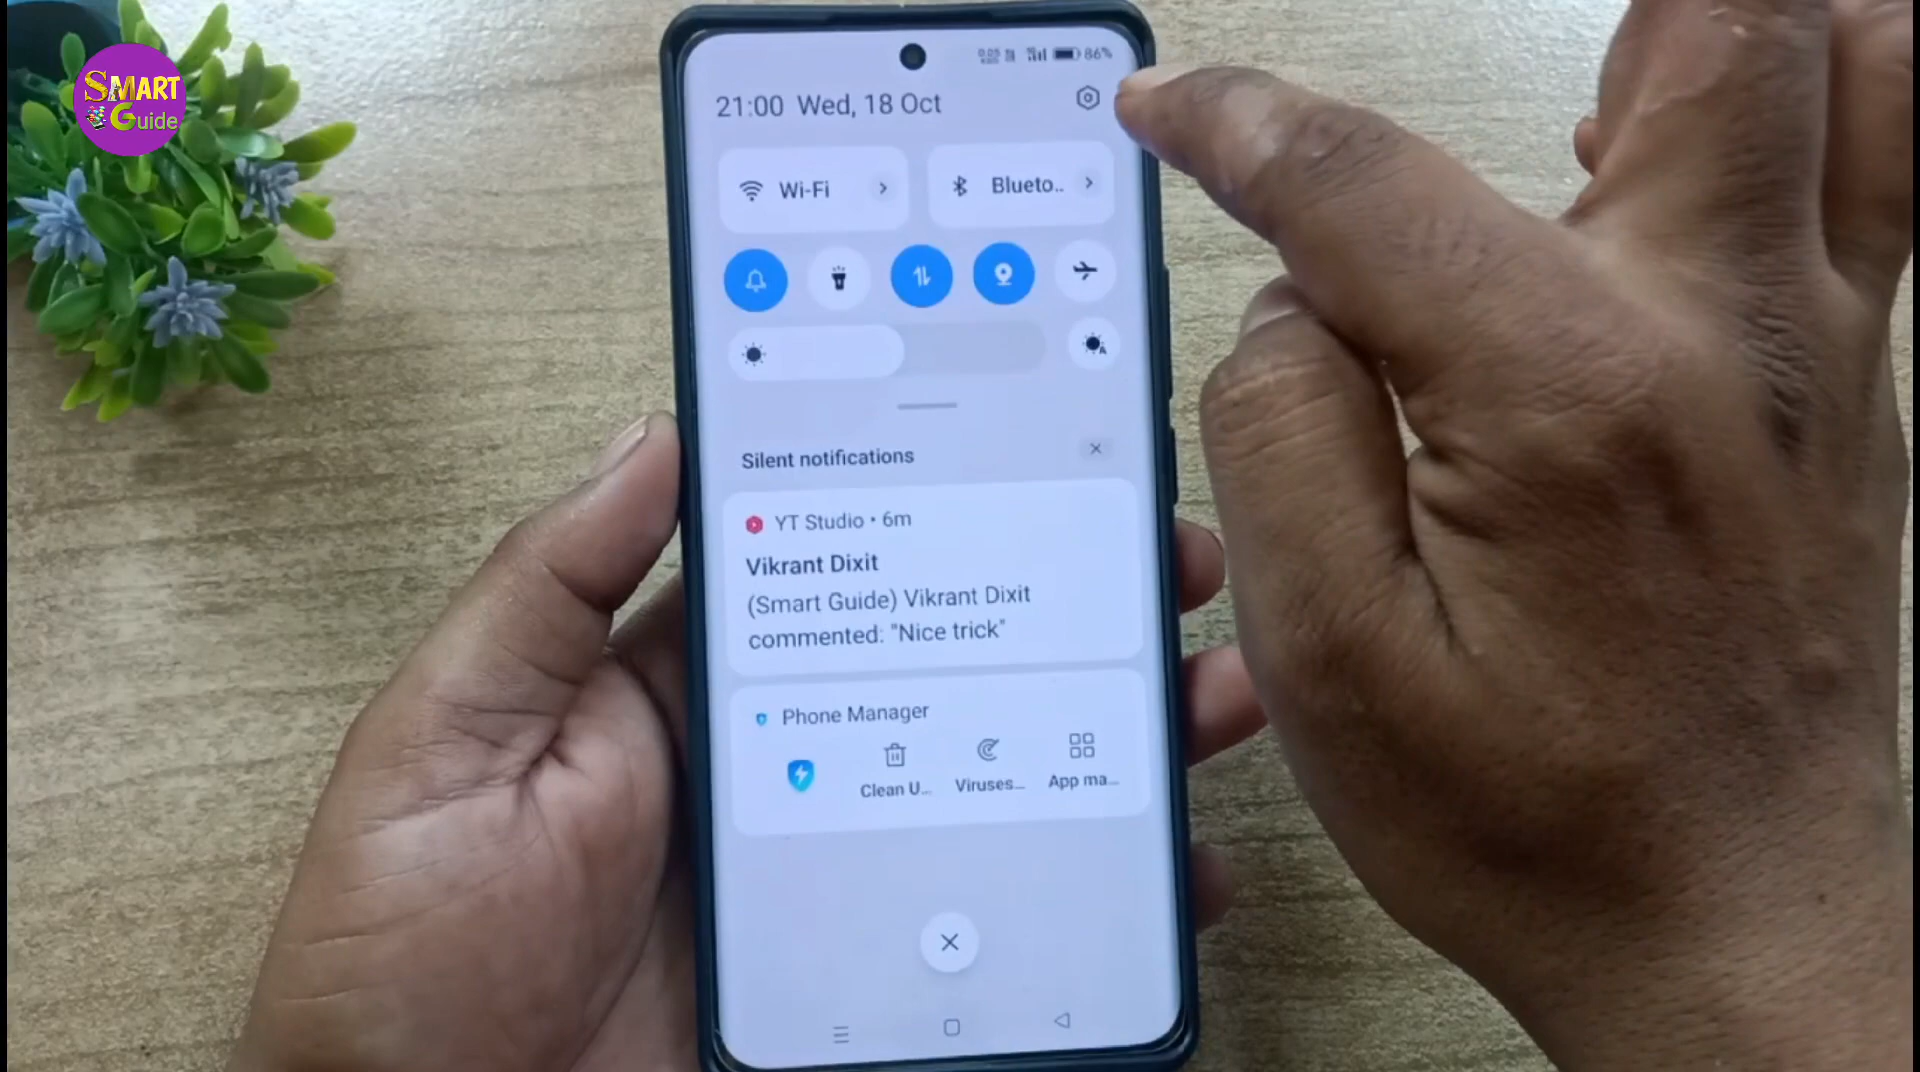 SMART
Guide
86%
21:00 Wed, 18 Oct
Wi-Fi
Blueto..
Silent notifications
YT Studio • 6m
Vikrant Dixit
(Smart Guide) Vikrant Dixit
commented: "Nice trick"
Phone Manager
Clean U...
Viruses...
App ma...